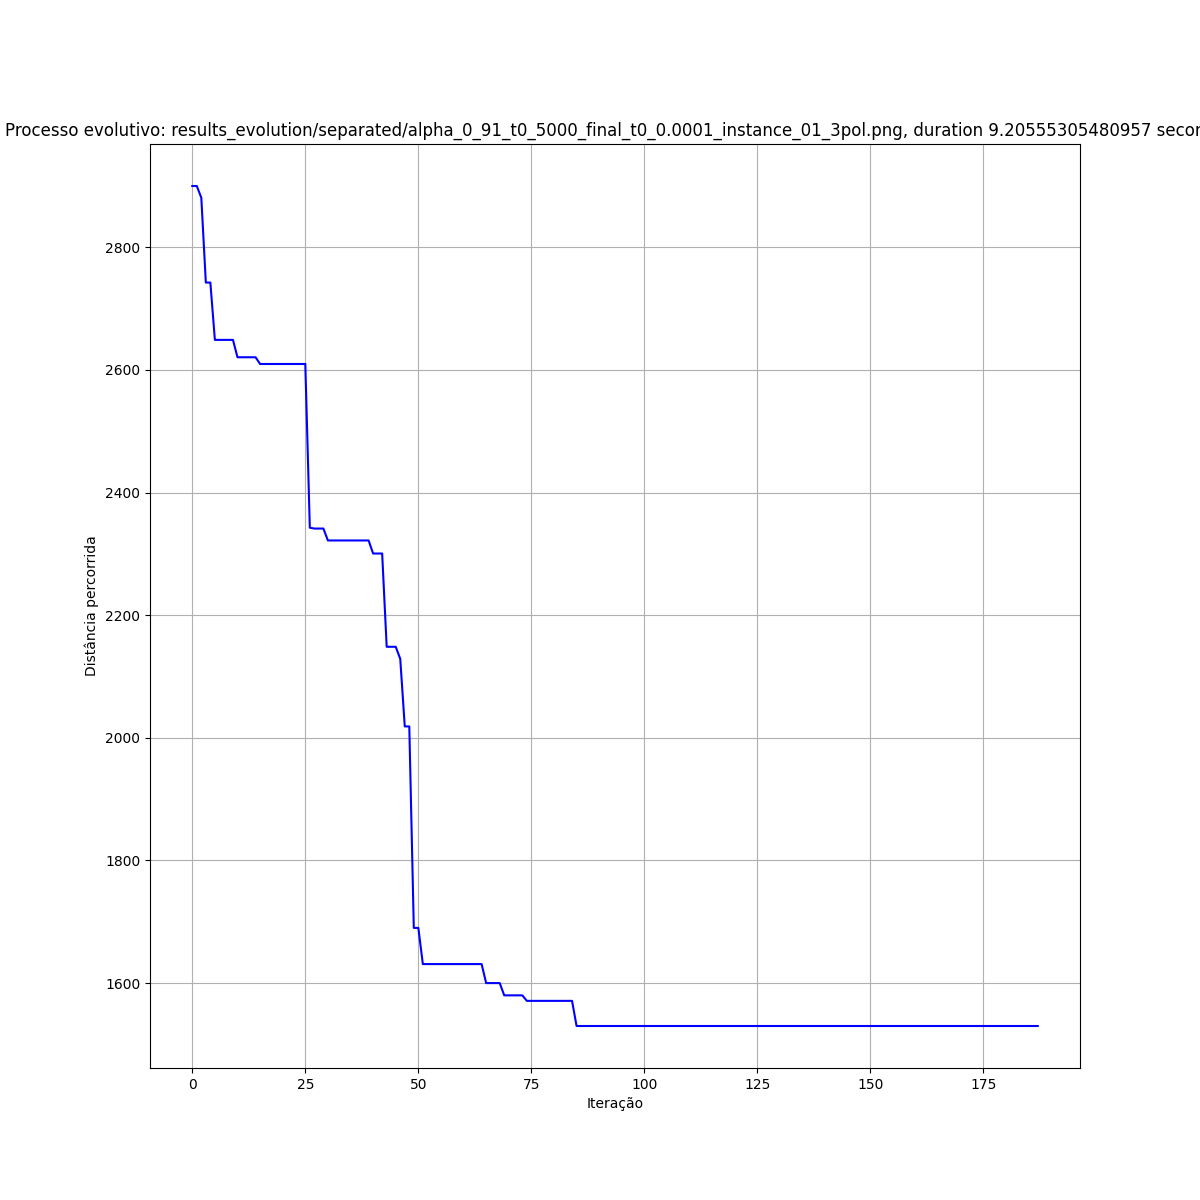 Processo evolutivo: results_evolution/separated/alpha_0_91_t0_5000_final_t0_0.0001_instance_01_3pol.png, duration 9.20555305480957 secon
2800
2600
2400
2200
2000
1800
1600
Distância percorrida
0 25 50 75 100 125 150 175
Iteração